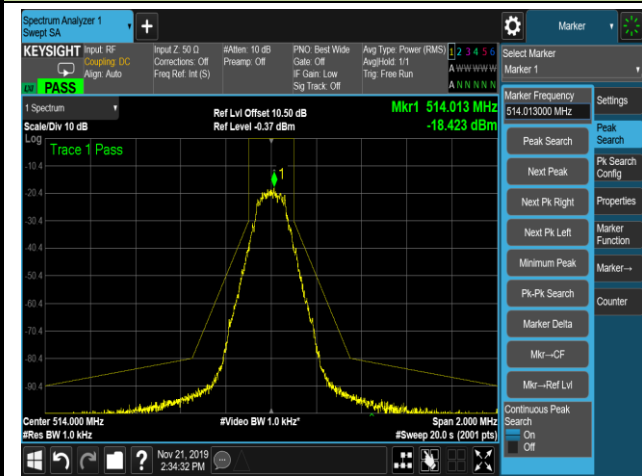 Spectrum Analyzer 1
Swept SA
+
Marker
KEYSIGHT Input: RF Input Z: 50 Ω #Atten: 10 dB PNO: Best Wide Avg Type: Power (RMS) 1 2 3 4 5 6
Coupling: DC Corrections: Off Preamp: Off Gate: Off Avg|Hold: 1/1 A W W W W W
Align: Auto Freq Ref: Int (S) IF Gain: Low Trig: Free Run
Sig Track: Off A N N N N N
LXI PASS
Select Marker
Marker 1
1 Spectrum
Ref Lvl Offset 10.50 dB
Mkr1 514.013 MHz
Scale/Div 10 dB
Ref Level -0.37 dBm
-18.423 dBm
Log
Trace 1 Pass
1
-10.4
-20.4
-30.4
-40.4
-50.4
-60.4
-70.4
-80.4
-90.4
Center 514.000 MHz
#Video BW 1.0 kHz*
Span 2.000 MHz
#Res BW 1.0 kHz
#Sweep 20.0 s (2001 pts)
Marker Frequency
514.013000 MHz
Peak Search
Next Peak
Next Pk Right
Next Pk Left
Minimum Peak
Pk-Pk Search
Marker Delta
Mkr→CF
Mkr→Ref Lvl
Continuous Peak
Search
On
Off
Settings
Peak
Search
Pk Search
Config
Properties
Marker
Function
Marker→
Counter
?
Nov 21, 2019
2:34:32 PM